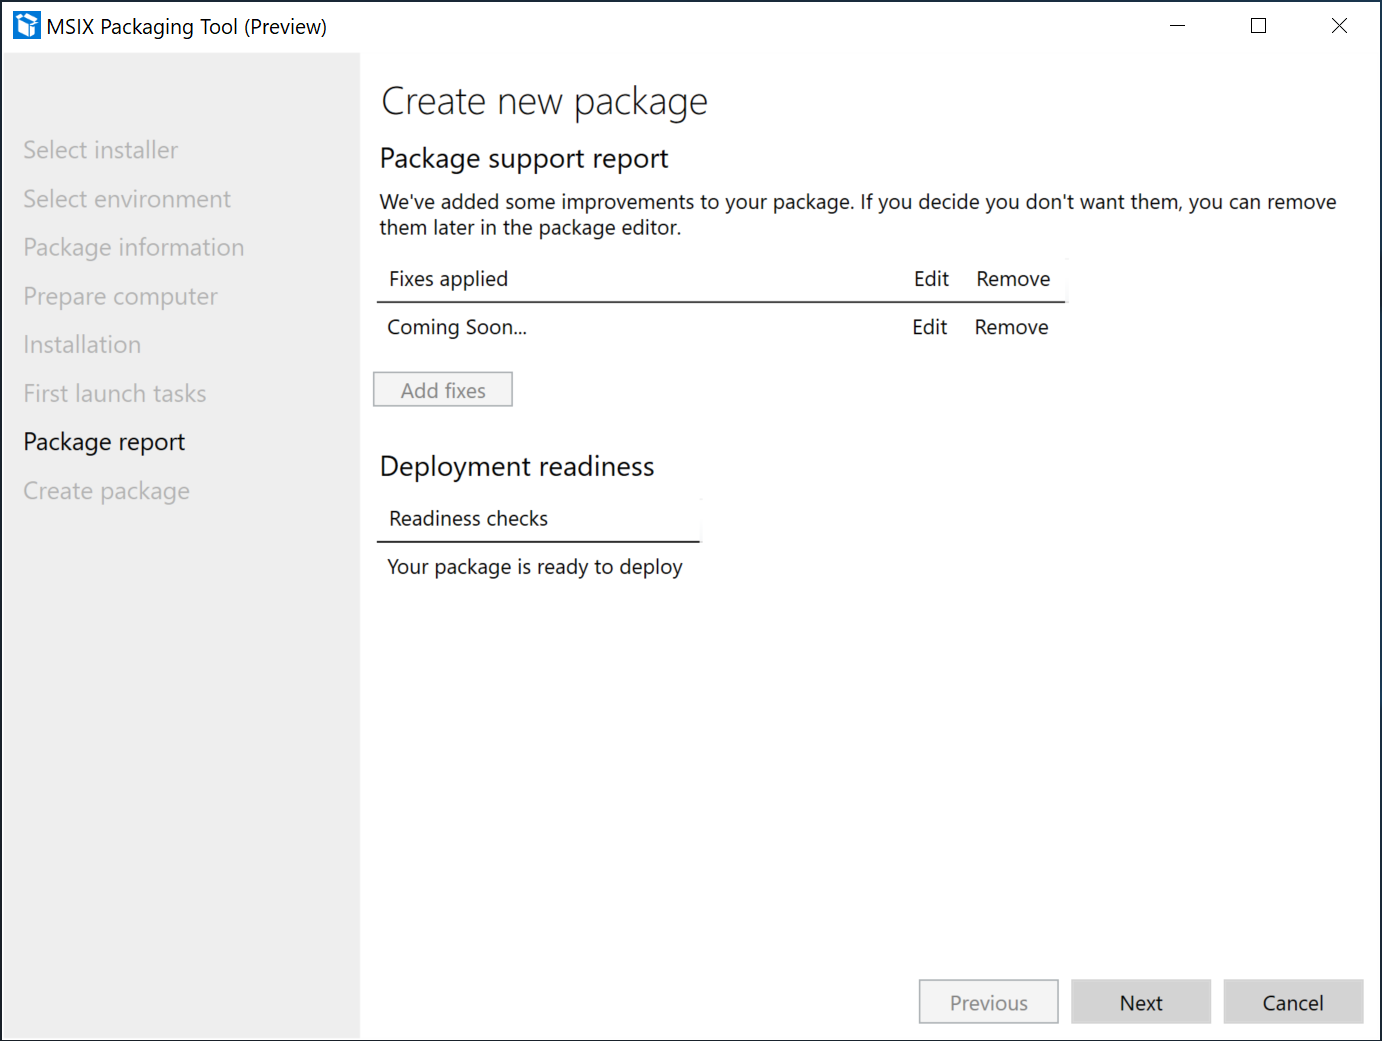 MSIX Packaging Tool (Preview)
Select installer
Select environment
Package information
Prepare computer
Installation
First launch tasks
Package report
Create package
Create new package
Package support report
We've added some improvements to your package. If you decide you don't want them, you can remove
them later in the package editor.
Fixes applied Edit Remove
Coming Soon... Edit Remove
Add fixes
Deployment readiness
Readiness checks
Your package is ready to deploy
Previous Next Cancel